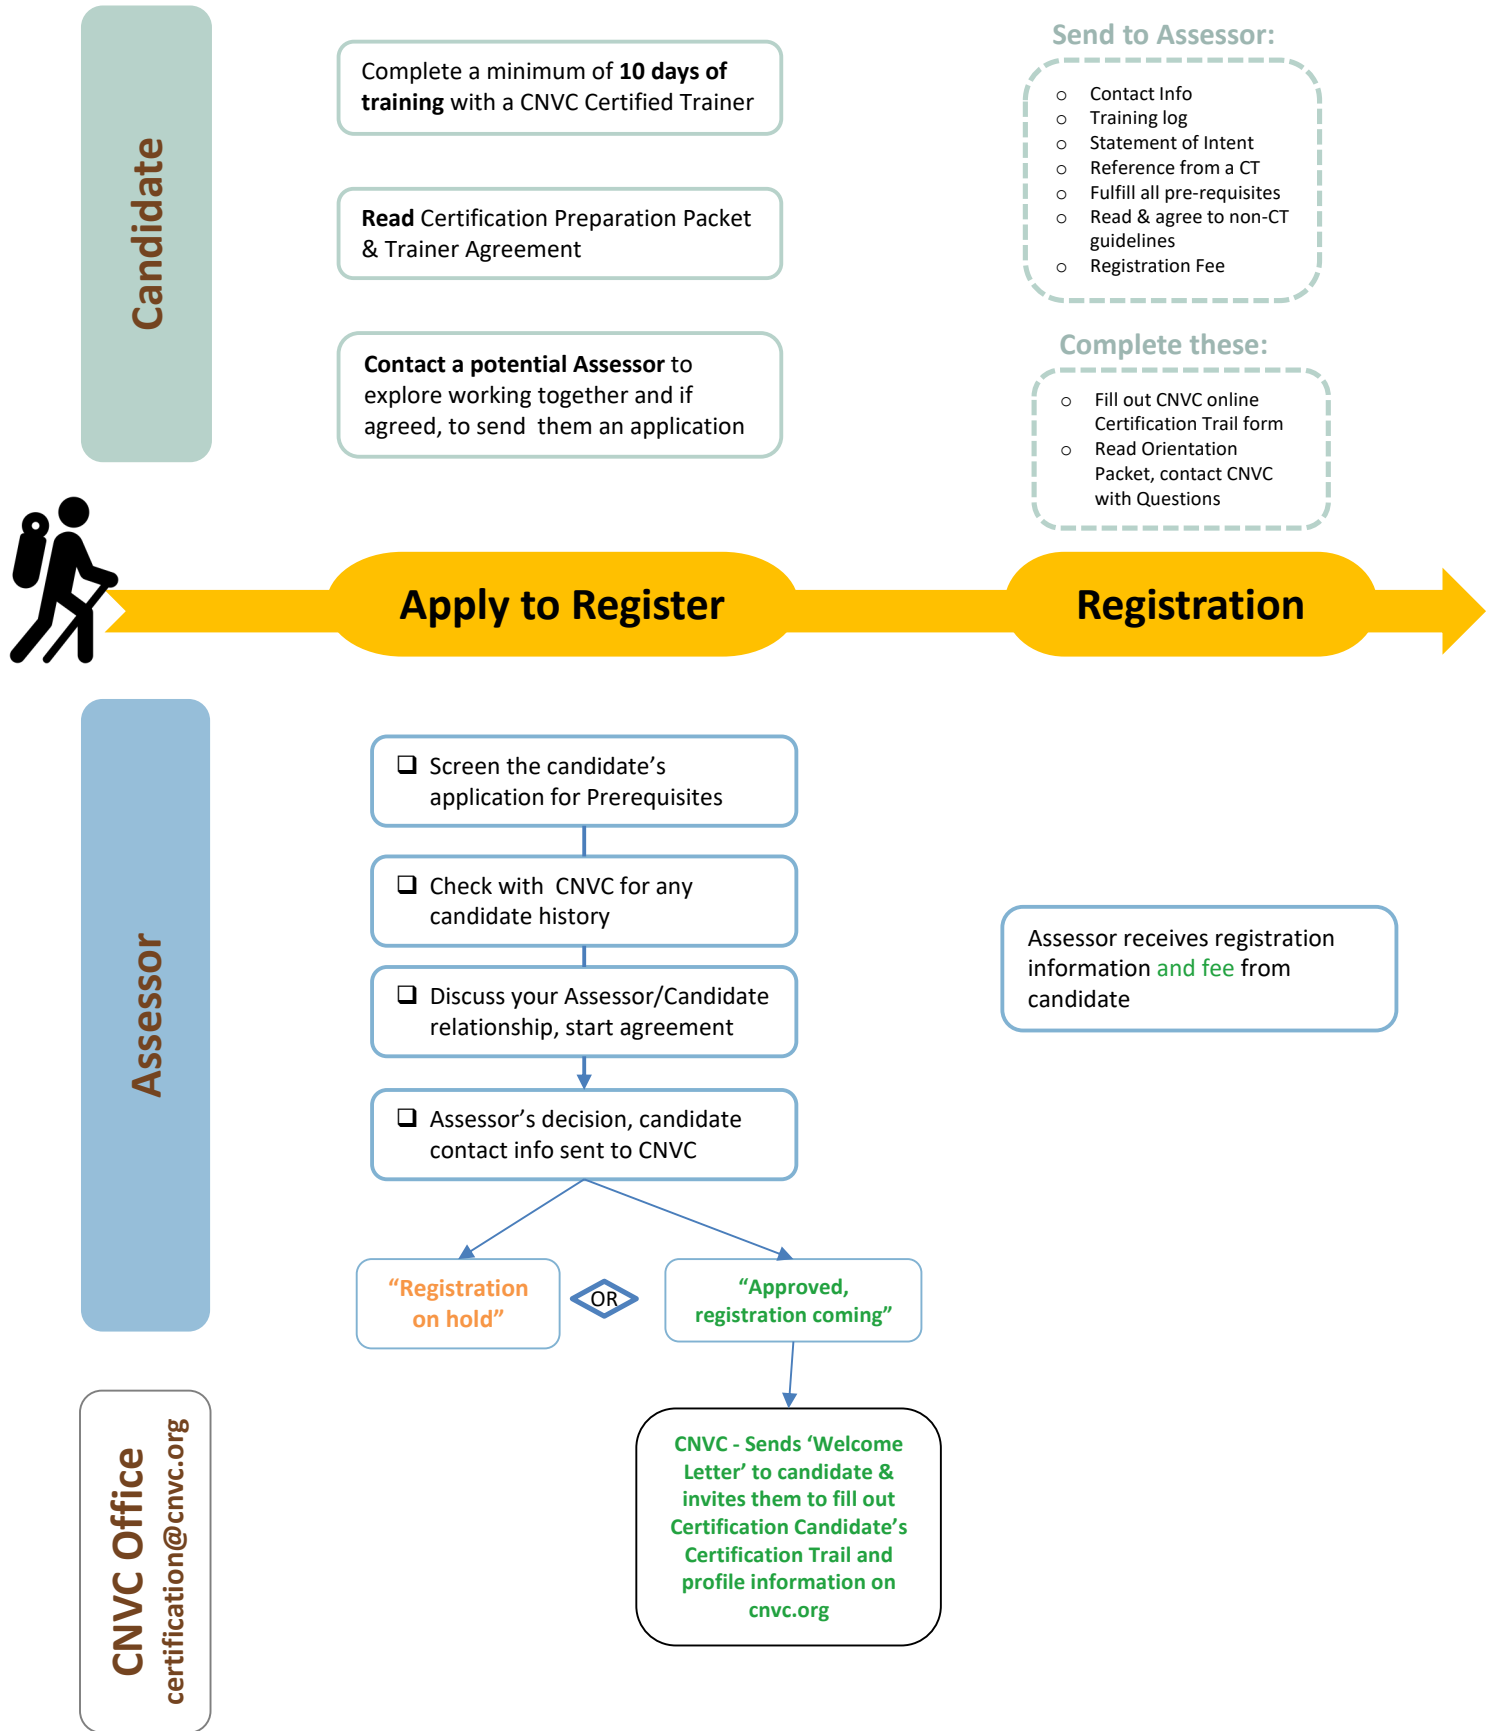 Candidate
Complete a minimum of 10 days of
training with a CNVC Certified Trainer
Read Certification Preparation Packet
& Trainer Agreement
Contact a potential Assessor to
explore working together and if
agreed, to send them an application
Send to Assessor:
o Contact Info
o Training log
o Statement of Intent
o Reference from a CT
o Fulfill all pre-requisites
o Read & agree to non-CT
guidelines
o Registration Fee
Complete these:
o Fill out CNVC online
Certification Trail form
o Read Orientation
Packet, contact CNVC
with Questions
Apply to Register
Registration
Assessor
❑ Screen the candidate’s
application for Prerequisites
❑ Check with CNVC for any
candidate history
❑ Discuss your Assessor/Candidate
relationship, start agreement
❑ Assessor’s decision, candidate
contact info sent to CNVC
“Registration
on hold”
OR
“Approved,
registration coming”
Assessor receives registration
information and fee from
candidate
CNVC Office
certification@cnvc.org
CNVC - Sends ‘Welcome
Letter’ to candidate &
invites them to fill out
Certification Candidate’s
Certification Trail and
profile information on
cnvc.org